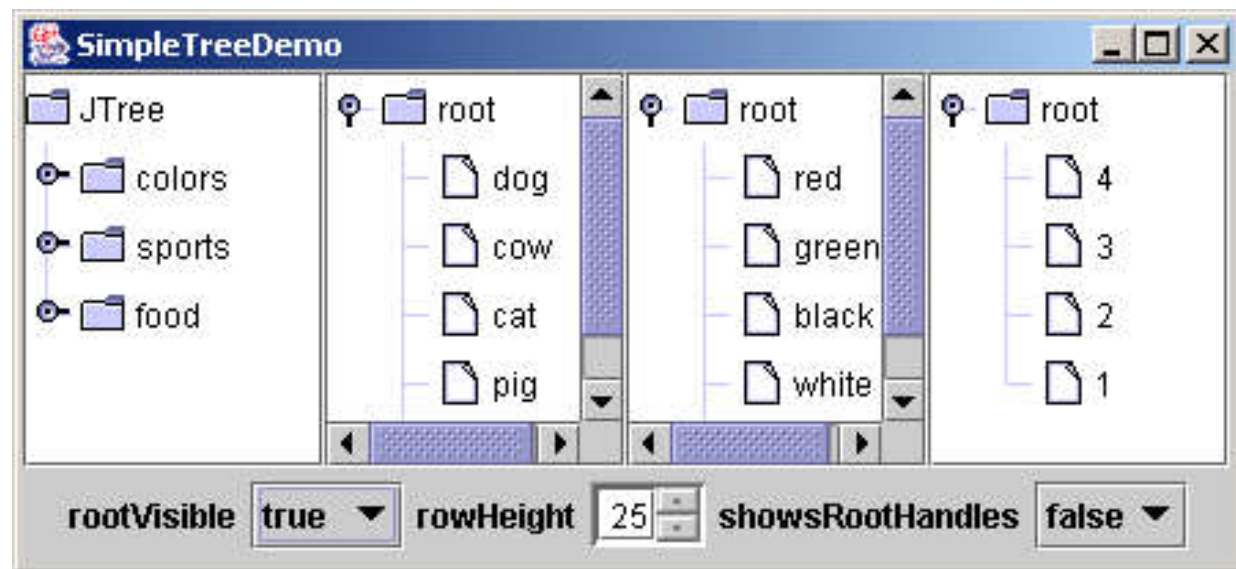 SimpleTreeDemo
JTree
colors
sports
food
root
dog
cow
cat
pig
root
red
green
black
white
root
4
3
2
1
rootVisible true rowHeight 25 showsRootHandles false